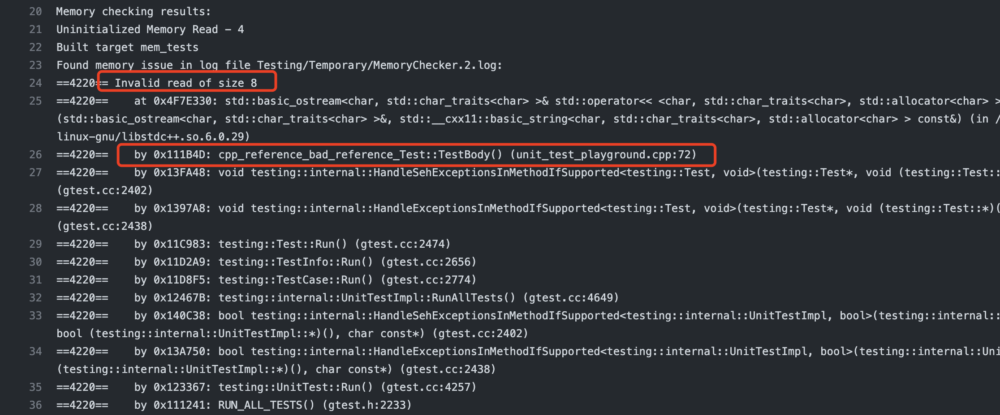 20 Memory checking results:
21 Uninitialized Memory Read – 4
22 Built target mem_tests
23 Found memory issue in log file Testing/Temporary/MemoryChecker.2.log:
24 ==4220== Invalid read of size 8
25 ==4220==    at 0x4F7E330: std::basic_ostream<char, std::char_traits<char> >& std::operator<< <char, std::char_traits<char>, std::allocator<char> >
(std::basic_ostream<char, std::char_traits<char> >&, std::__cxx11::basic_string<char, std::char_traits<char>, std::allocator<char> > const&) (in /
linux-gnu/libstdc++.so.6.0.29)
26 ==4220==    by 0x111B4D: cpp_reference_bad_reference_Test::TestBody() (unit_test_playground.cpp:72)
27 ==4220==    by 0x13FA48: void testing::internal::HandleSehExceptionsInMethodIfSupported<testing::Test, void>(testing::Test*, void (testing::Test::
(gtest.cc:2402)
28 ==4220==    by 0x1397A8: void testing::internal::HandleExceptionsInMethodIfSupported<testing::Test, void>(testing::Test*, void (testing::Test::*)(
(gtest.cc:2438)
29 ==4220==    by 0x11C983: testing::Test::Run() (gtest.cc:2474)
30 ==4220==    by 0x11D2A9: testing::TestInfo::Run() (gtest.cc:2656)
31 ==4220==    by 0x11D8F5: testing::TestCase::Run() (gtest.cc:2774)
32 ==4220==    by 0x12467B: testing::internal::UnitTestImpl::RunAllTests() (gtest.cc:4649)
33 ==4220==    by 0x140C38: bool testing::internal::HandleSehExceptionsInMethodIfSupported<testing::internal::UnitTestImpl, bool>(testing::internal::
bool (testing::internal::UnitTestImpl::*)(), char const*) (gtest.cc:2402)
34 ==4220==    by 0x13A750: bool testing::internal::HandleExceptionsInMethodIfSupported<testing::internal::UnitTestImpl, bool>(testing::internal::Uni
(testing::internal::UnitTestImpl::*)(), char const*) (gtest.cc:2438)
35 ==4220==    by 0x123367: testing::UnitTest::Run() (gtest.cc:4257)
36 ==4220==    by 0x111241: RUN_ALL_TESTS() (gtest.h:2233)